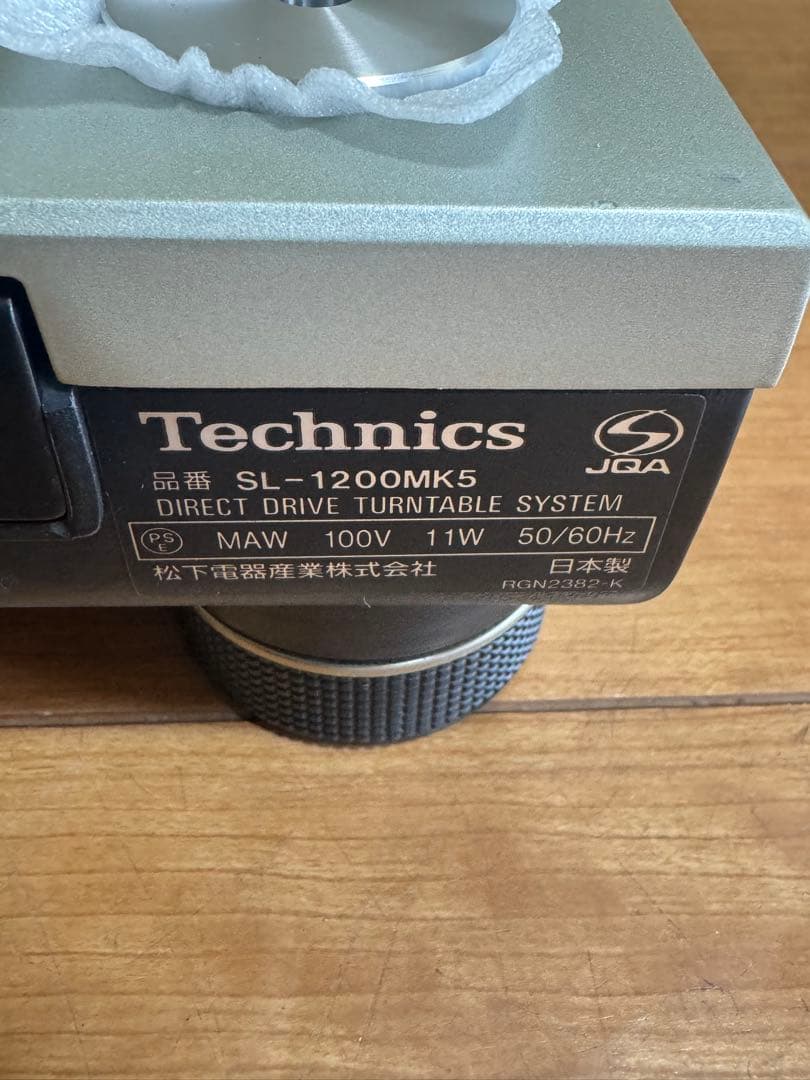 Technics
JQA
品番 SL-1200MK5
DIRECT DRIVE TURNTABLE SYSTEM
PSE MAW 100V 11W 50/60Hz
松下電器産業株式会社 日本製
RGN2382-K